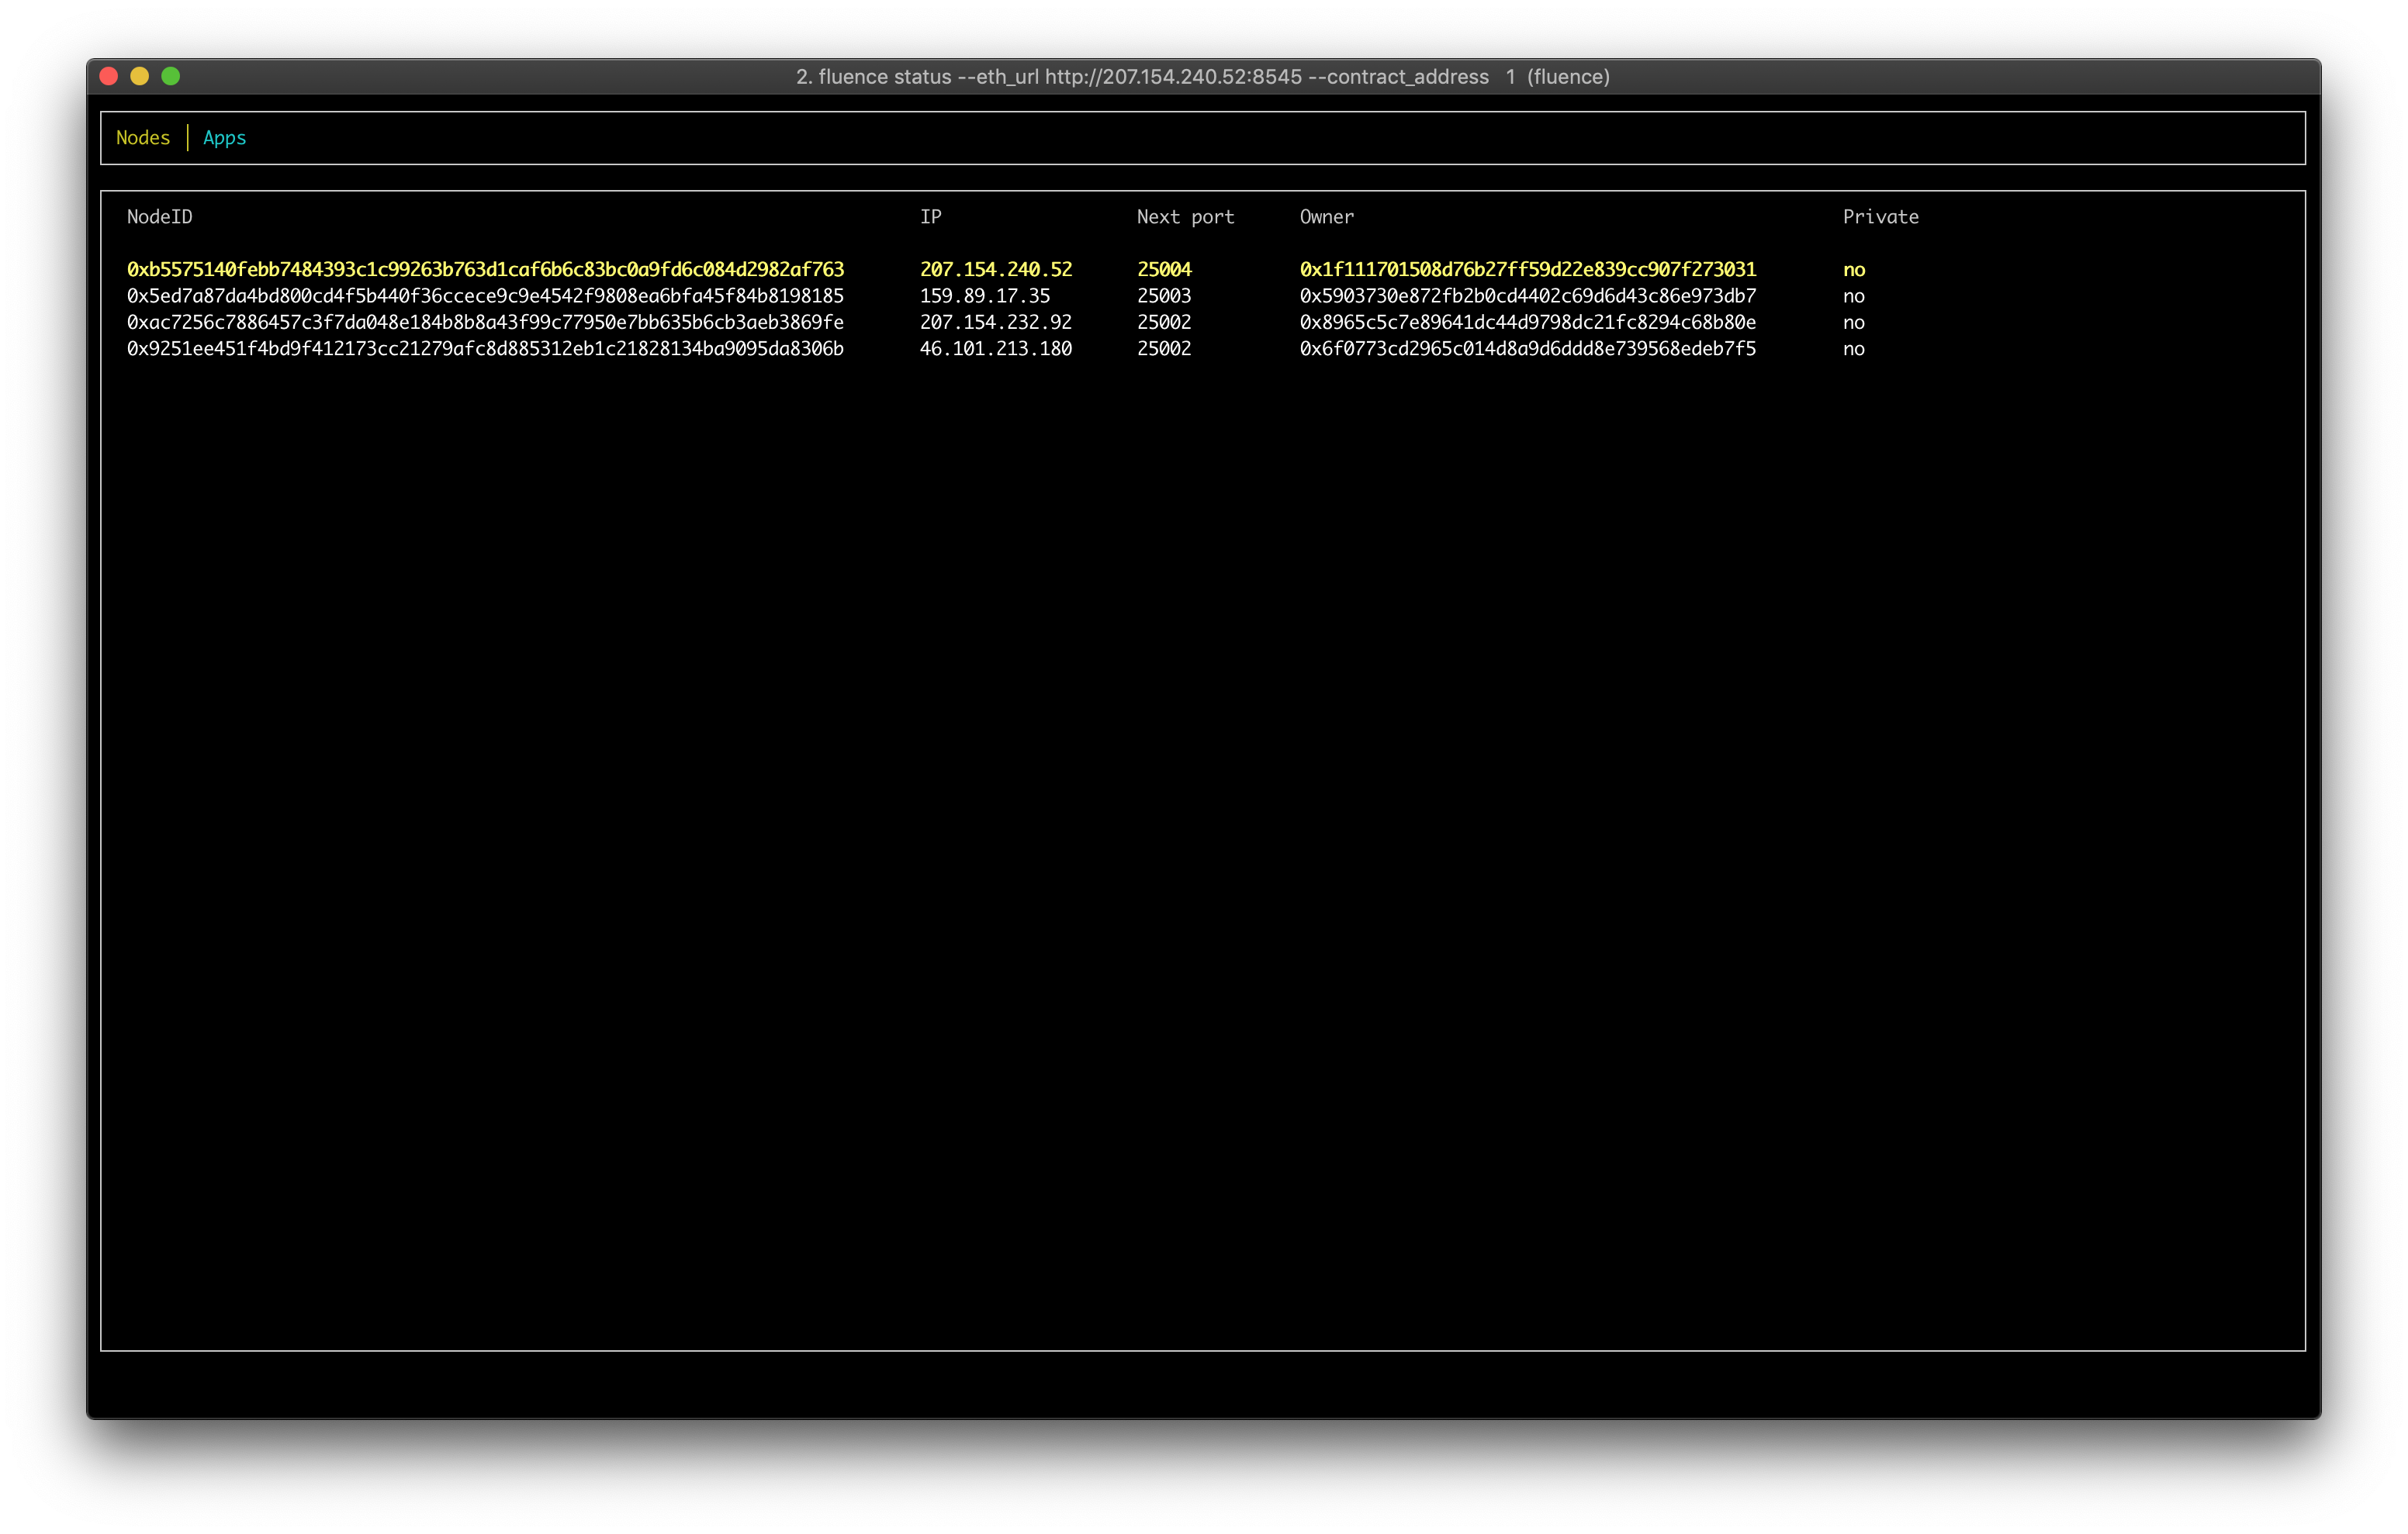 2. fluence status --eth_url http://207.154.240.52:8545 --contract_address 1 (fluence)
Nodes │ Apps
NodeID IP Next port Owner Private
0xb5575140febb7484393c1c99263b763d1caf6b6c83bc0a9fd6c084d2982af763 207.154.240.52 25004 0x1f111701508d76b27ff59d22e839cc907f273031 no
0x5ed7a87da4bd800cd4f5b440f36ccece9c9e4542f9808ea6bfa45f84b8198185 159.89.17.35 25003 0x5903730e872fb2b0cd4402c69d6d43c86e973db7 no
0xac7256c7886457c3f7da048e184b8b8a43f99c77950e7bb635b6cb3aeb3869fe 207.154.232.92 25002 0x8965c5c7e89641dc44d9798dc21fc8294c68b80e no
0x9251ee451f4bd9f412173cc21279afc8d885312eb1c21828134ba9095da8306b 46.101.213.180 25002 0x6f0773cd2965c014d8a9d6ddd8e739568edeb7f5 no